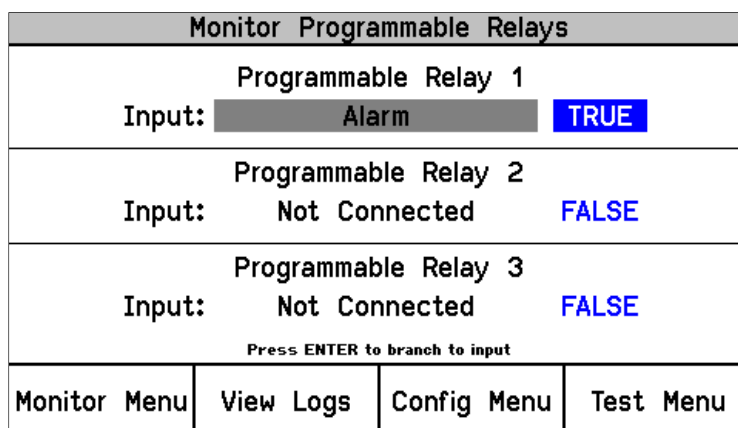 Monitor Programmable Relays
Programmable Relay 1
Input: Alarm TRUE
Programmable Relay 2
Input: Not Connected FALSE
Programmable Relay 3
Input: Not Connected FALSE
Press ENTER to branch to input
Monitor Menu View Logs Config Menu Test Menu